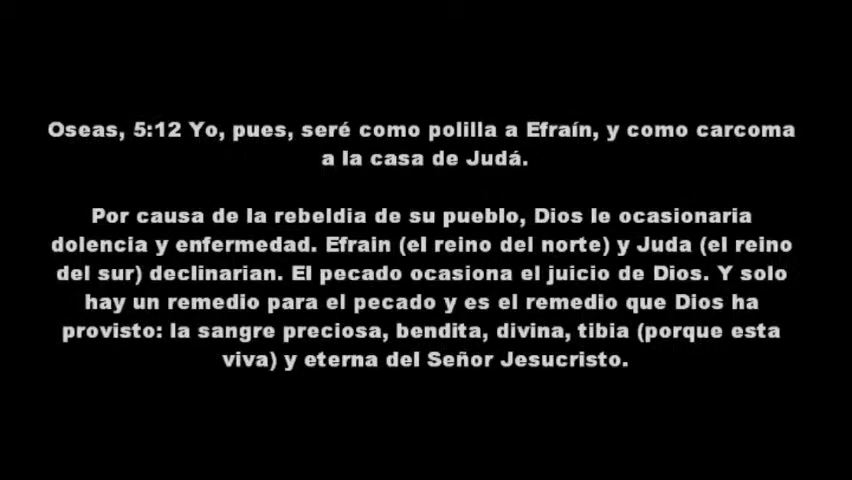 Oseas, 5:12 Yo, pues, seré como polilla a Efraín, y como carcoma
a la casa de Judá.
Por causa de la rebeldia de su pueblo, Dios le ocasionaria
dolencia y enfermedad. Efrain (el reino del norte) y Juda (el reino
del sur) declinarian. El pecado ocasiona el juicio de Dios. Y solo
hay un remedio para el pecado y es el remedio que Dios ha
provisto: la sangre preciosa, bendita, divina, tibia (porque esta
viva) y eterna del Señor Jesucristo.